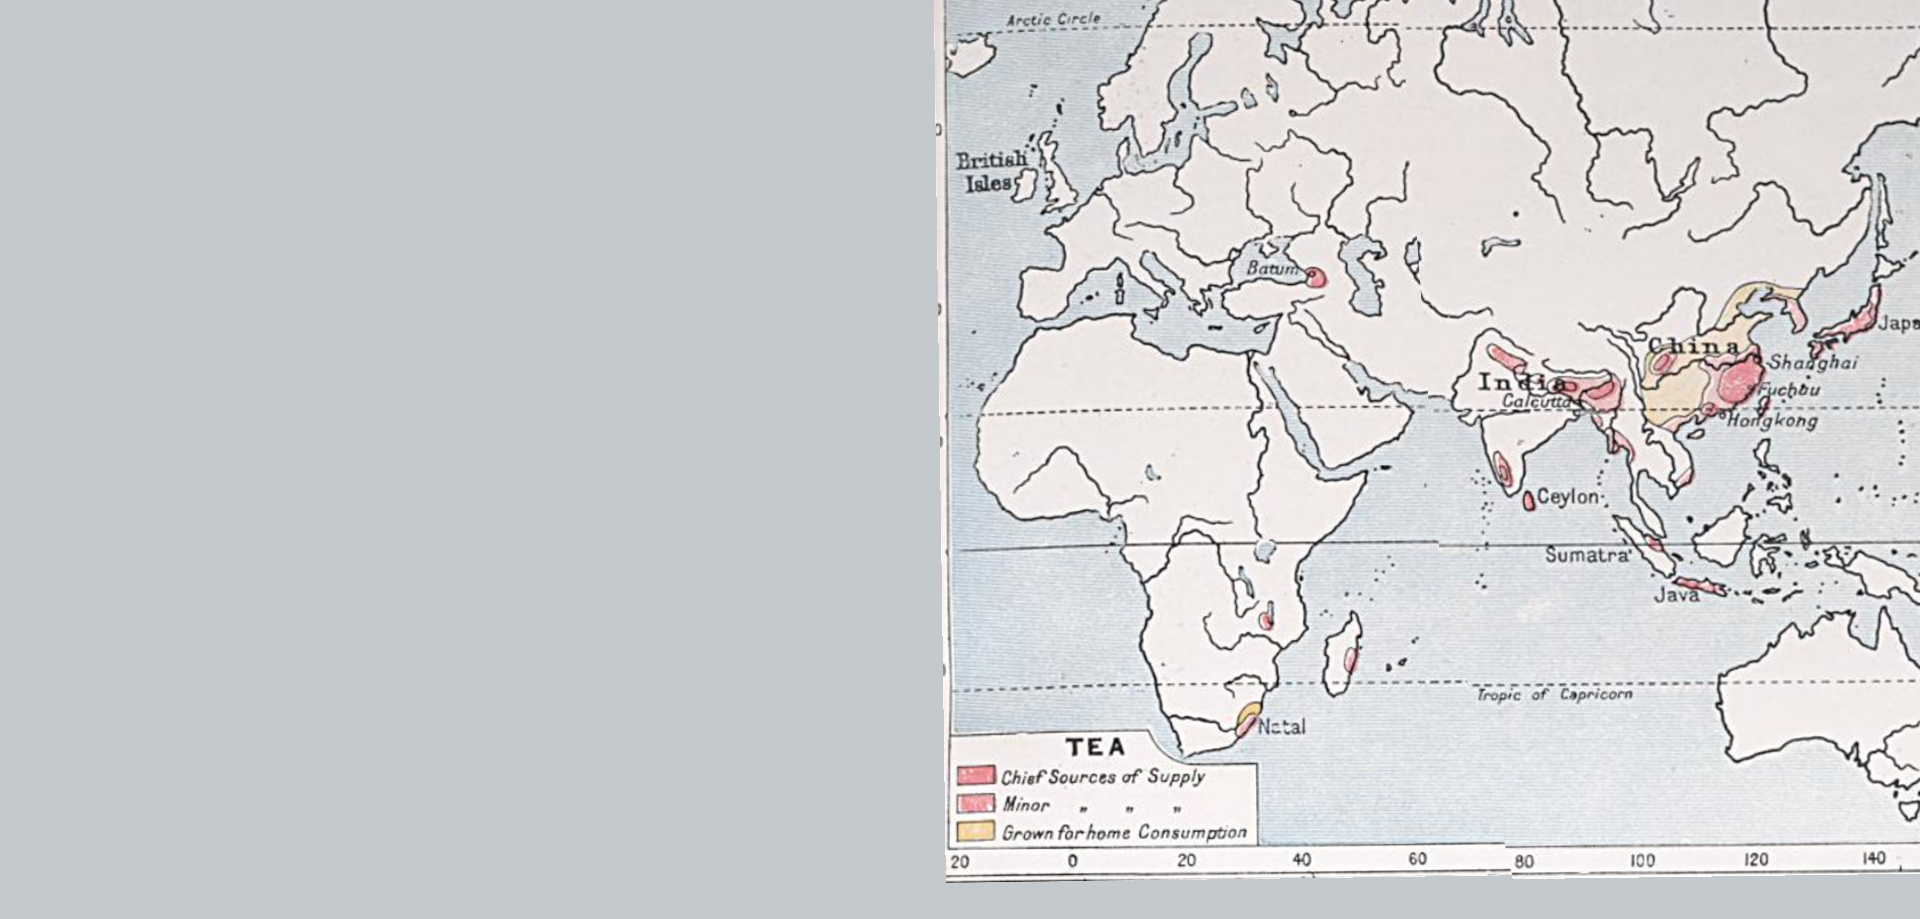 Arctic Circle
British
Isles
Batum
Japa
China
Shanghai
India
Fuchou
Calcutta
Hongkong
Ceylon
Sumatra
Java
Tropic of Capricorn
Natal
TEA
Chief Sources of Supply
Minor " " "
Grown for home Consumption
20 0 20 40 60 80 100 120 140